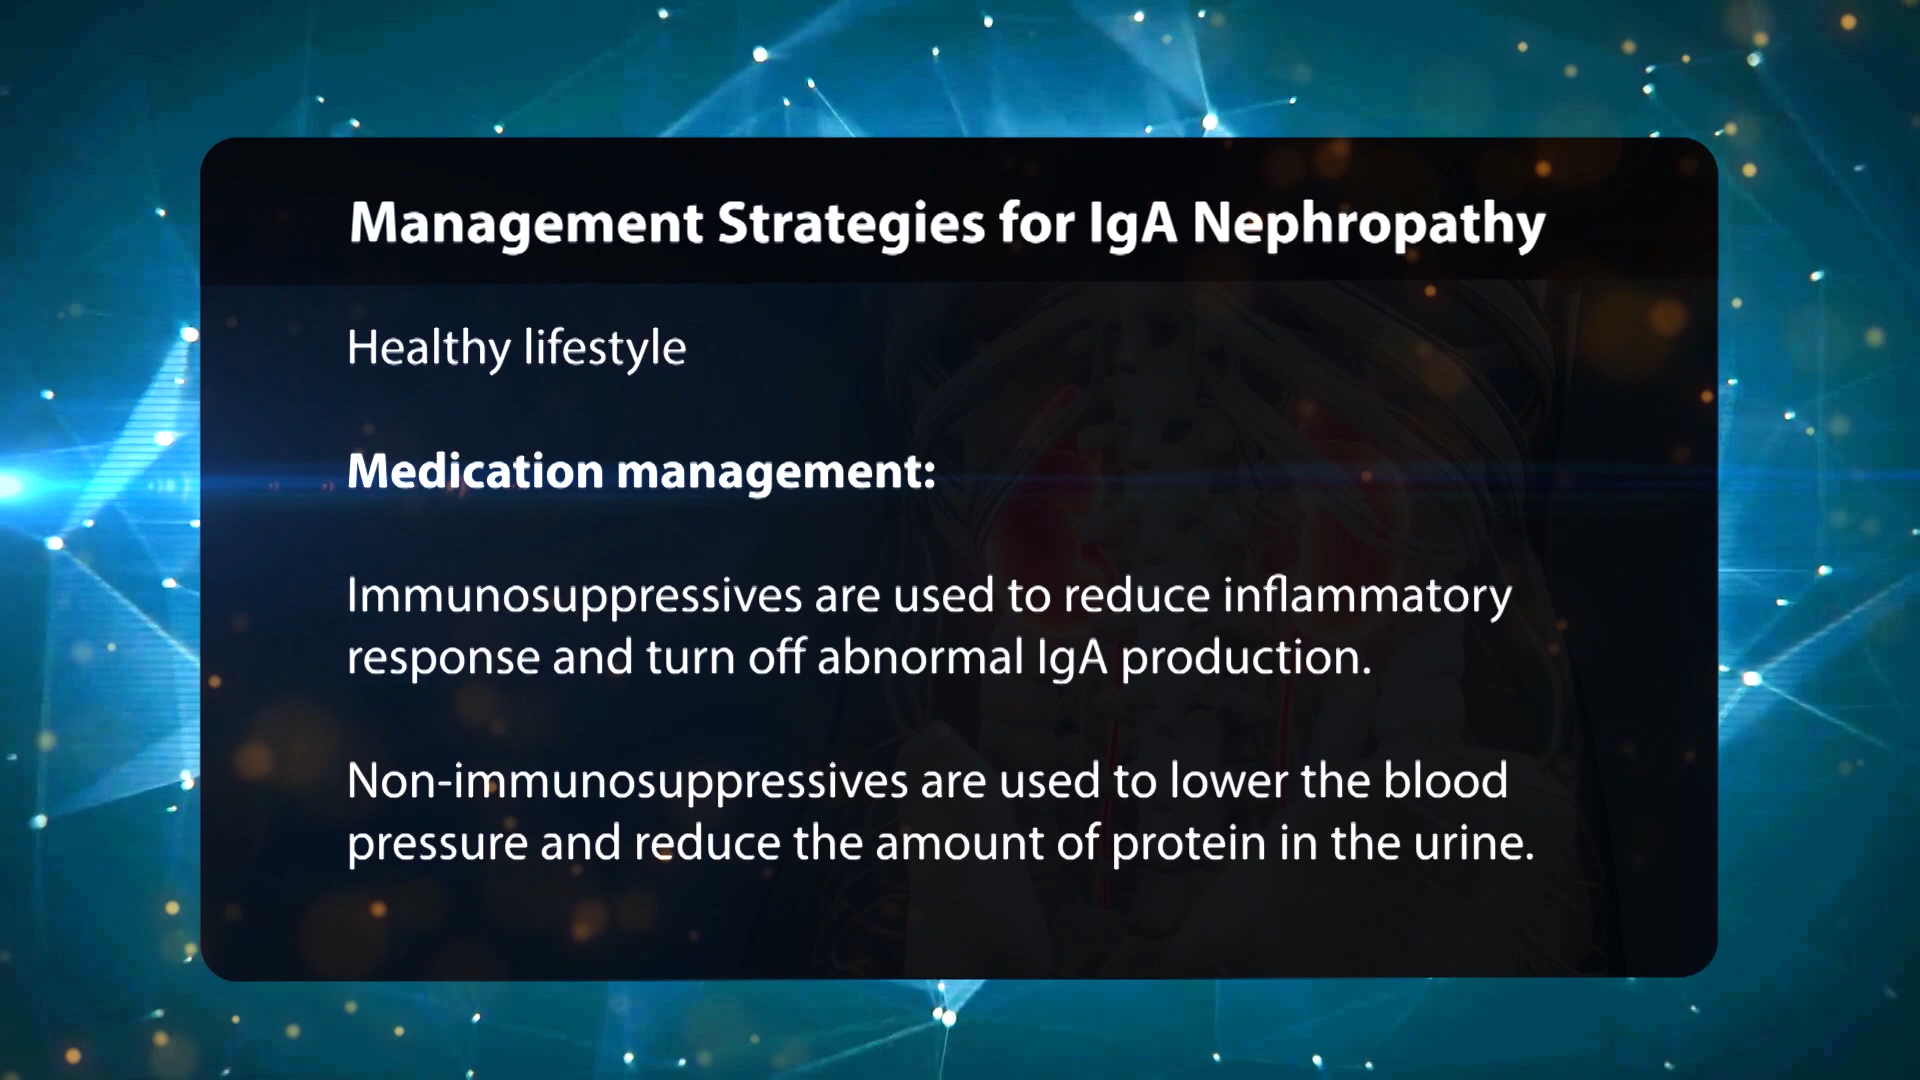 Management Strategies for IgA Nephropathy
Healthy lifestyle
Medication management:
Immunosuppressives are used to reduce inflammatory
response and turn off abnormal IgA production.
Non-immunosuppressives are used to lower the blood
pressure and reduce the amount of protein in the urine.